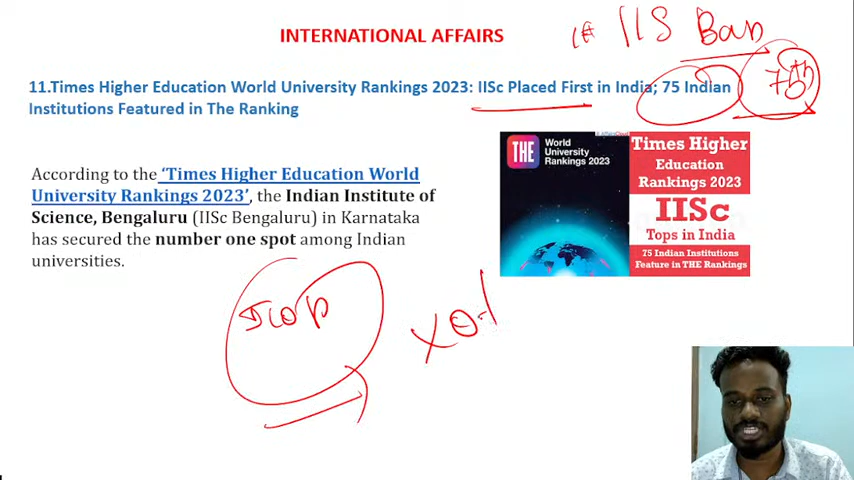 INTERNATIONAL AFFAIRS
IIS Ban
75th
11.Times Higher Education World University Rankings 2023: IISc Placed First in India; 75 Indian
Institutions Featured in The Ranking
According to the 'Times Higher Education World
University Rankings 2023', the Indian Institute of
Science, Bengaluru (IISc Bengaluru) in Karnataka
has secured the number one spot among Indian
universities.
THE
World
University
Rankings 2023
Times Higher
Education
Rankings 2023
IISc
Tops in India
75 Indian Institutions
Feature in THE Rankings